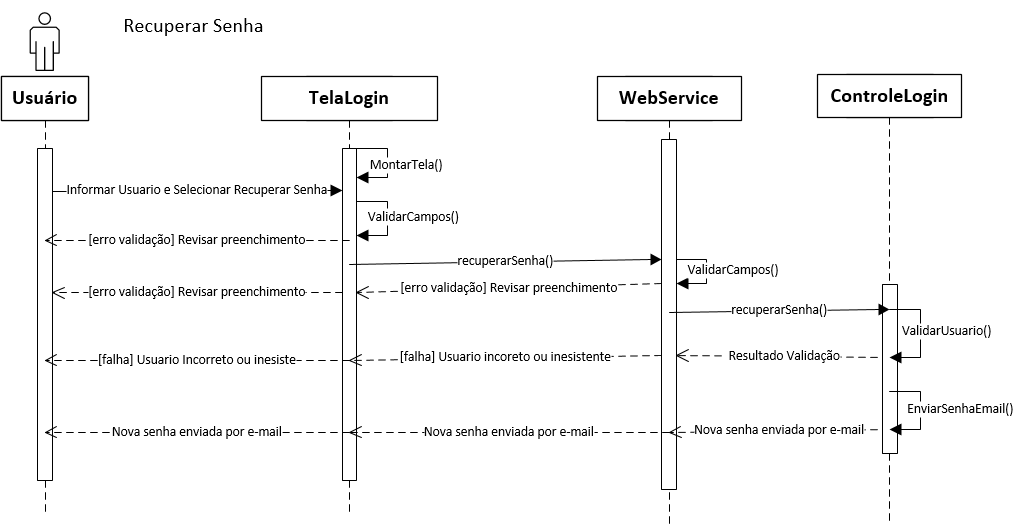 Recuperar Senha
Usuário
TelaLogin
WebService
ControleLogin
MontarTela()
Informar Usuario e Selecionar Recuperar Senha
ValidarCampos()
[erro validação] Revisar preenchimento
recuperarSenha()
ValidarCampos()
[erro validação] Revisar preenchimento
[erro validação] Revisar preenchimento
recuperarSenha()
ValidarUsuario()
[falha] Usuario Incorreto ou inesiste
[falha] Usuario incoreto ou inesistente
Resultado Validação
EnviarSenhaEmail()
Nova senha enviada por e-mail
Nova senha enviada por e-mail
Nova senha enviada por e-mail